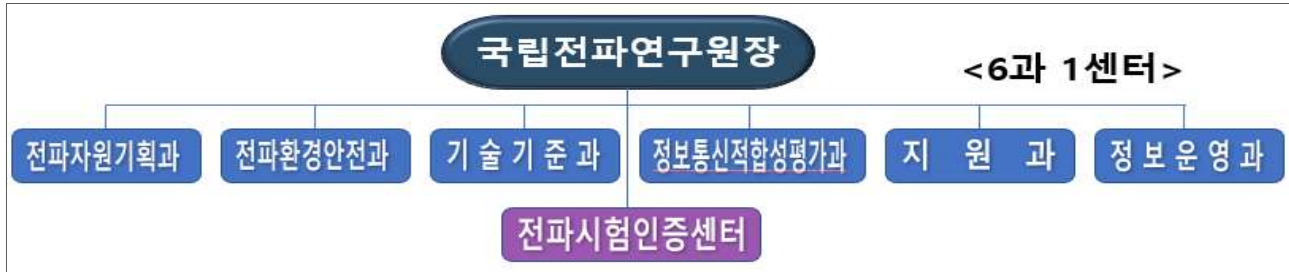 국립전파연구원장
<6과 1센터>
전파자원기획과
전파환경안전과
기 술 기 준 과
정보통신적합성평가과
지 원 과
정 보 운 영 과
전파시험인증센터